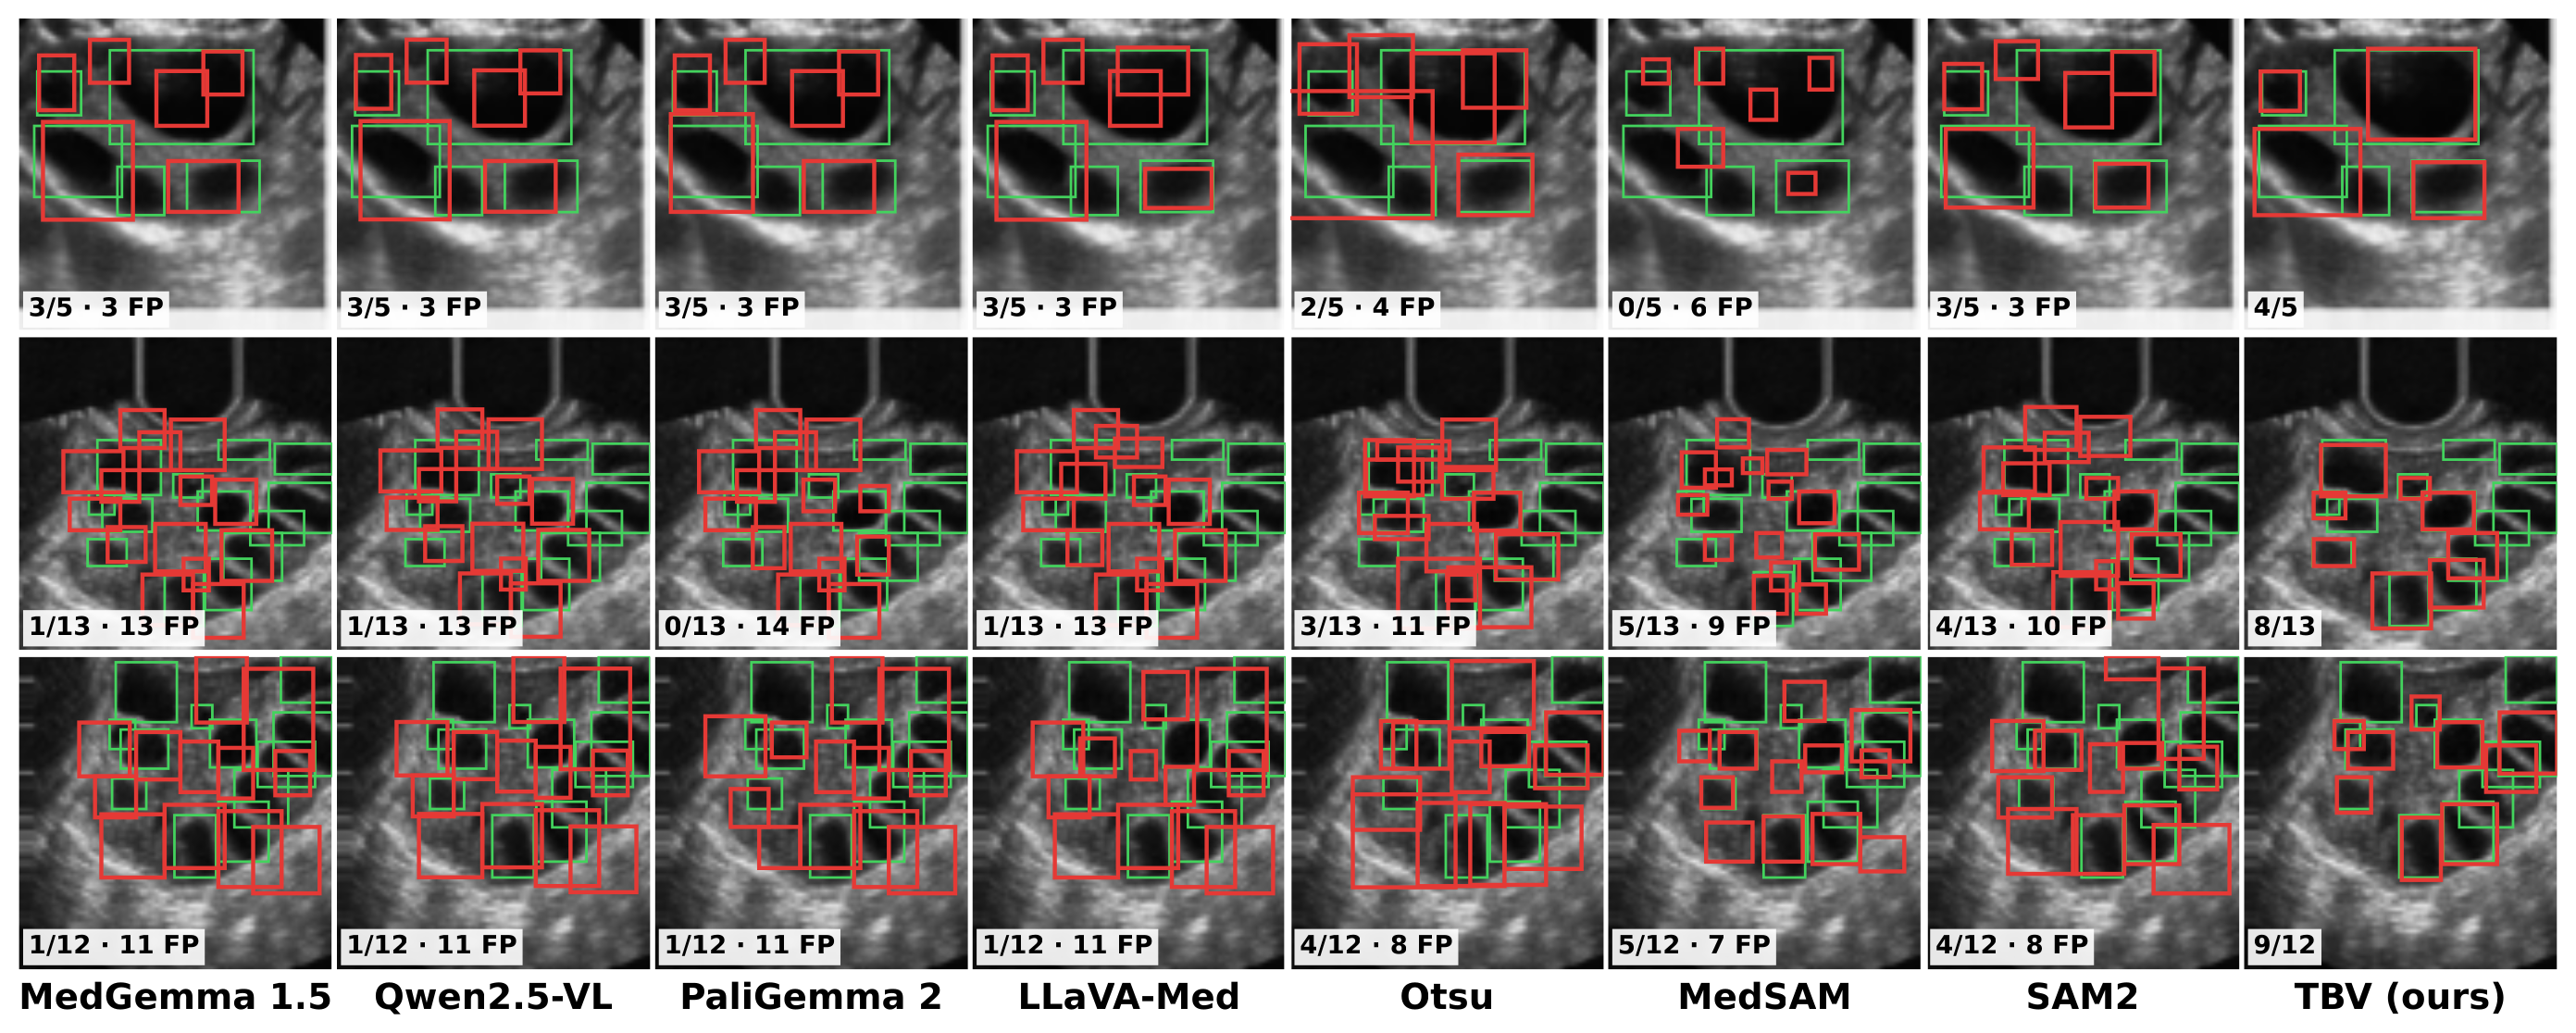 3/5 · 3 FP
3/5 · 3 FP
3/5 · 3 FP
3/5 · 3 FP
2/5 · 4 FP
0/5 · 6 FP
3/5 · 3 FP
4/5
1/13 · 13 FP
1/13 · 13 FP
0/13 · 14 FP
1/13 · 13 FP
3/13 · 11 FP
5/13 · 9 FP
4/13 · 10 FP
8/13
1/12 · 11 FP
1/12 · 11 FP
1/12 · 11 FP
1/12 · 11 FP
4/12 · 8 FP
5/12 · 7 FP
4/12 · 8 FP
9/12
MedGemma 1.5
Qwen2.5-VL
PaliGemma 2
LLaVA-Med
Otsu
MedSAM
SAM2
TBV (ours)